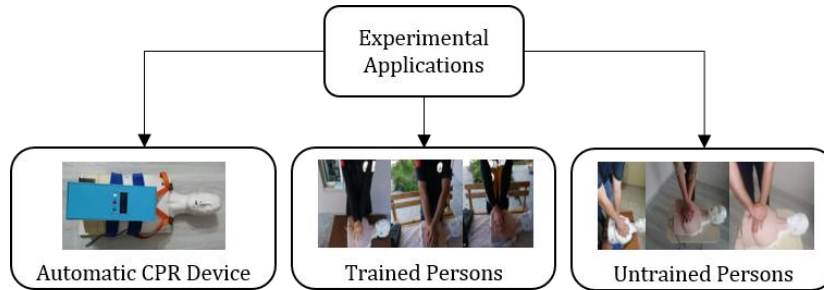 Experimental
Applications
Automatic CPR Device
Trained Persons
Untrained Persons